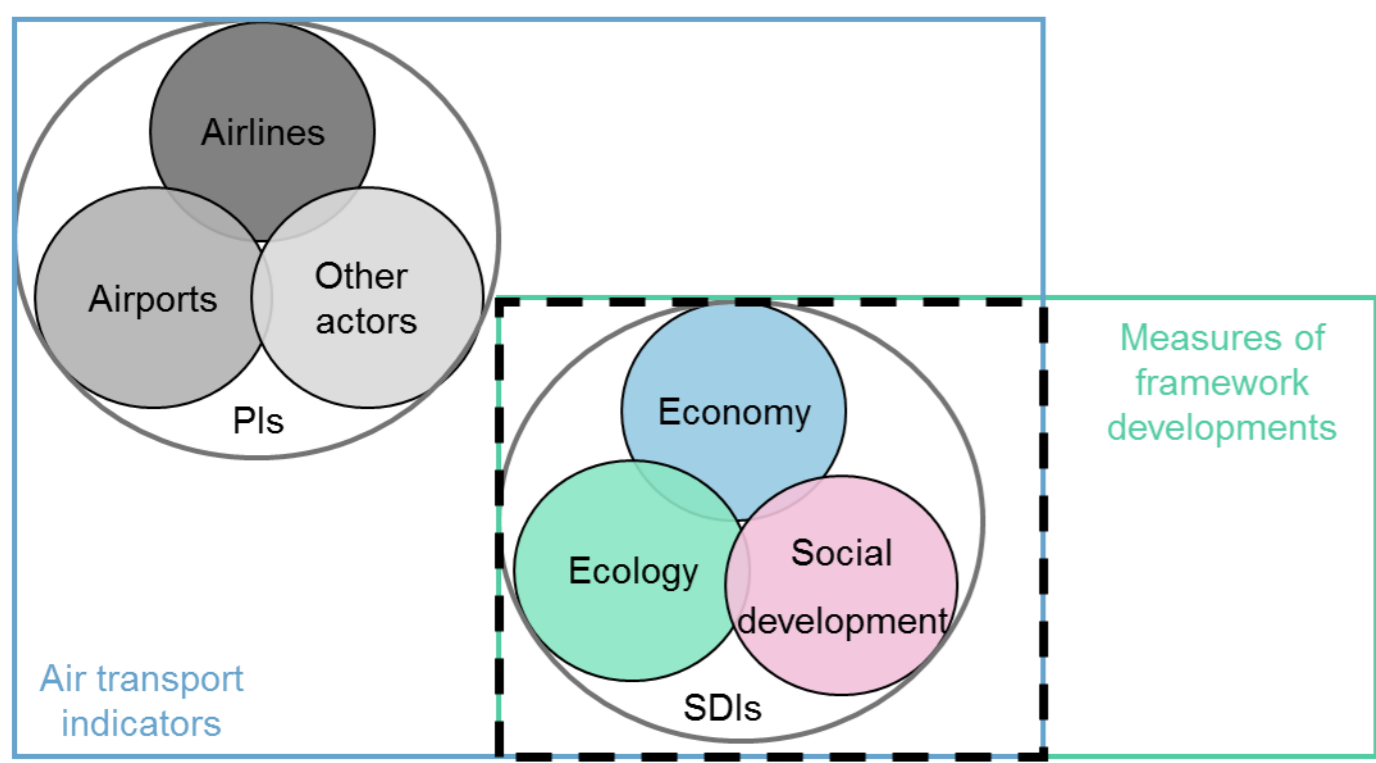 Airlines
Airports
Other
actors
PIs
Measures of
framework
developments
Economy
Ecology
Social
development
SDIs
Air transport
indicators